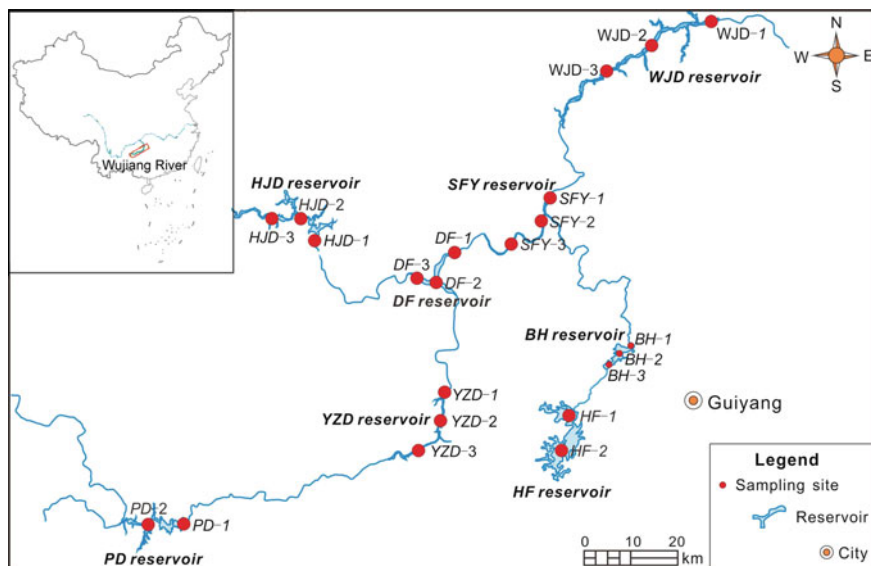 WJD-1
WJD-2
WJD-3
WJD reservoir
N
W
E
S
Wujiang River
HJD reservoir
HJD-2
HJD-3
HJD-1
SFY reservoir
SFY-1
SFY-2
SFY-3
DF-1
DF-3
DF-2
DF reservoir
BH reservoir
BH-1
BH-2
BH-3
YZD-1
YZD reservoir
YZD-2
YZD-3
HF-1
HF-2
HF reservoir
Guiyang
PD-2
PD-1
PD reservoir
Legend
Sampling site
Reservoir
City
0 10 20
km